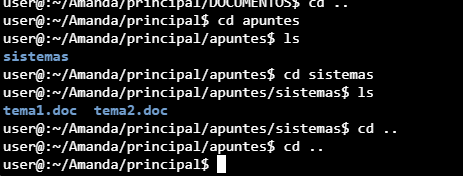 user@:~/Amanda/principal/DOCUMENTOS$ cd ..
user@:~/Amanda/principal$ cd apuntes
user@:~/Amanda/principal/apuntes$ ls
sistemas
user@:~/Amanda/principal/apuntes$ cd sistemas
user@:~/Amanda/principal/apuntes/sistemas$ ls
tema1.doc  tema2.doc
user@:~/Amanda/principal/apuntes/sistemas$ cd ..
user@:~/Amanda/principal/apuntes$ cd ..
user@:~/Amanda/principal$